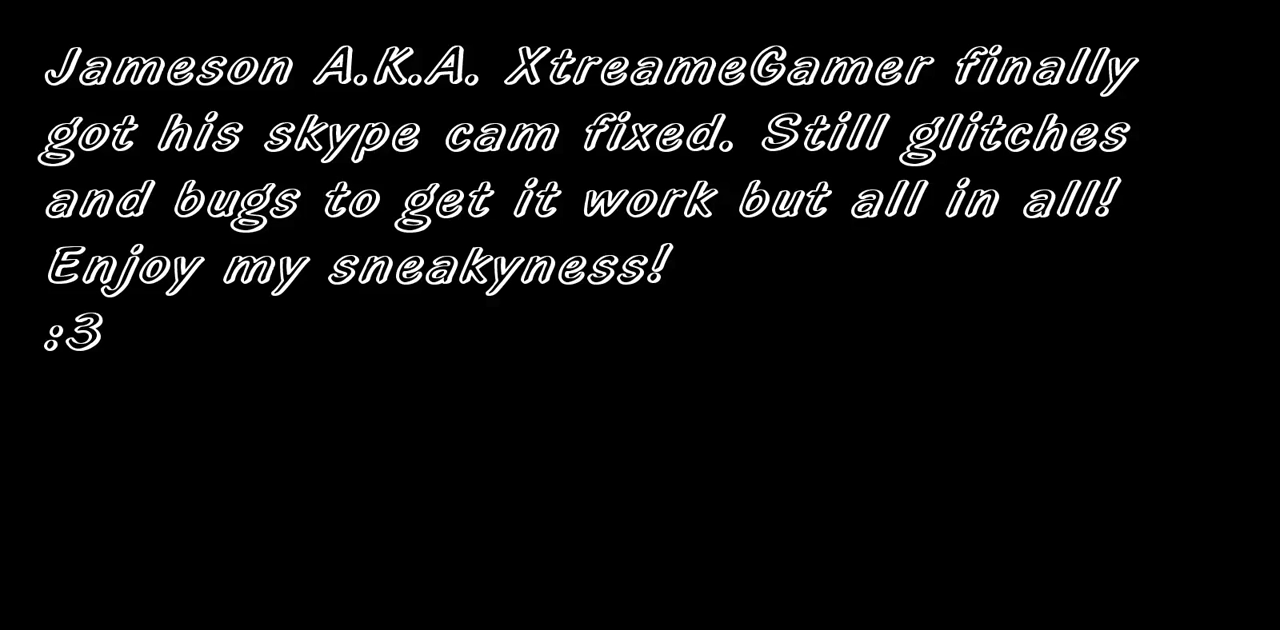 Jameson A.K.A. XtreameGamer finally
got his skype cam fixed. Still glitches
and bugs to get it work but all in all!
Enjoy my sneakyness!
:3